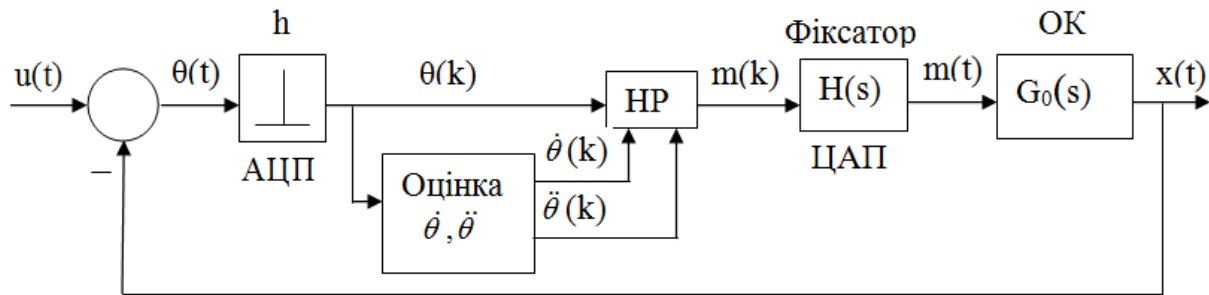 h
Фіксатор
ОК
u(t)
θ(t)
θ(k)
НР
m(k)
H(s)
m(t)
G₀(s)
x(t)
–
АЦП
ЦАП
Оцінка
θ̇ , θ̈
θ̇ (k)
θ̈ (k)